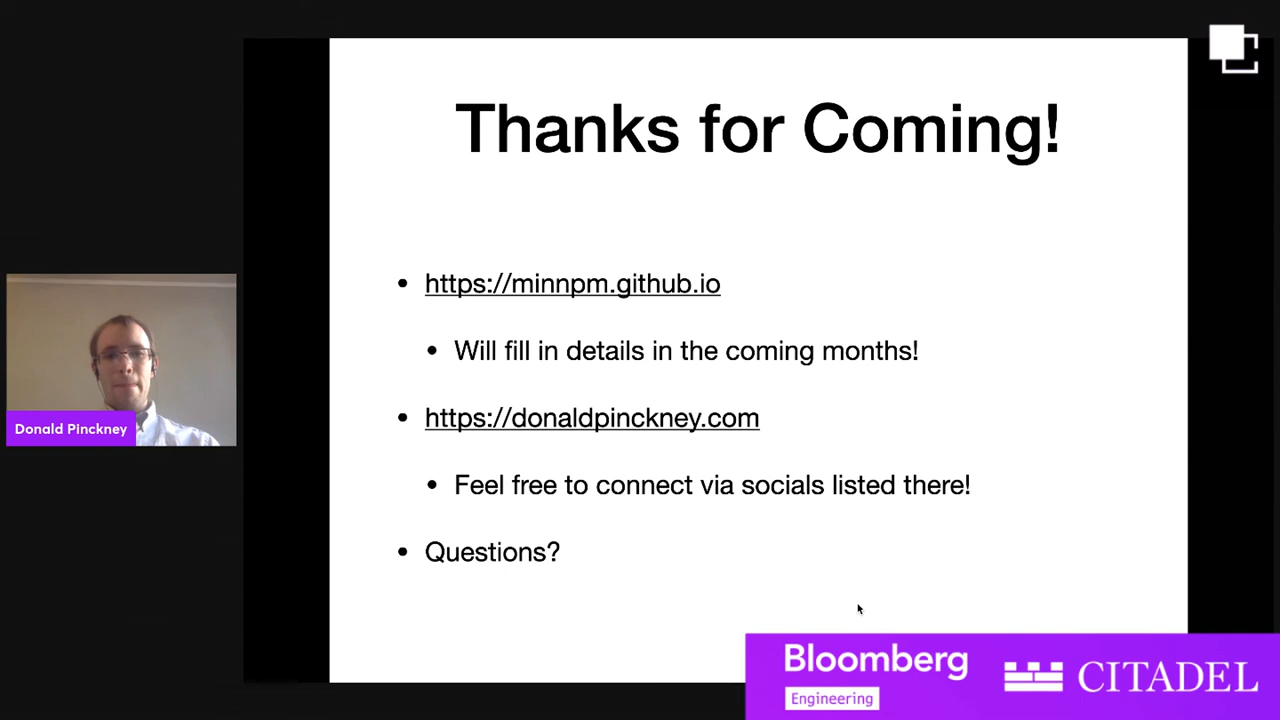 Thanks for Coming!
• https://minnpm.github.io
• Will fill in details in the coming months!
• https://donaldpinckney.com
• Feel free to connect via socials listed there!
• Questions?
Donald Pinckney
Bloomberg
Engineering
CITADEL